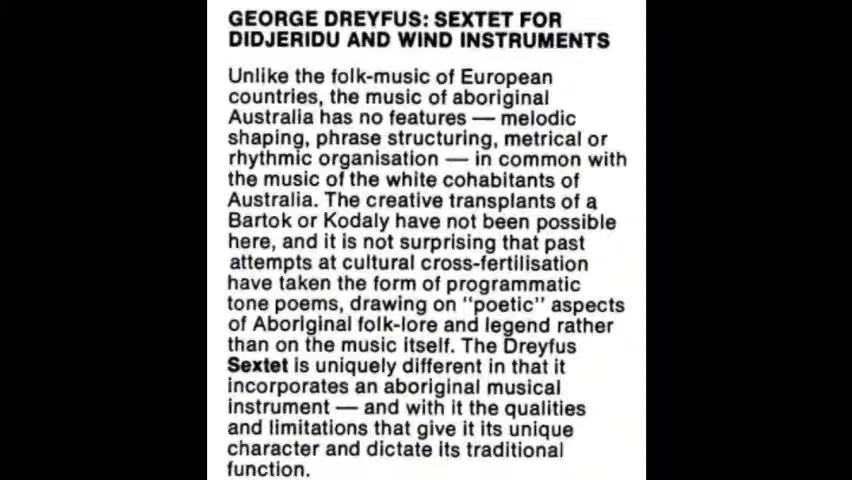 GEORGE DREYFUS: SEXTET FOR
DIDJERIDU AND WIND INSTRUMENTS
Unlike the folk-music of European
countries, the music of aboriginal
Australia has no features — melodic
shaping, phrase structuring, metrical or
rhythmic organisation — in common with
the music of the white cohabitants of
Australia. The creative transplants of a
Bartok or Kodaly have not been possible
here, and it is not surprising that past
attempts at cultural cross-fertilisation
have taken the form of programmatic
tone poems, drawing on "poetic" aspects
of Aboriginal folk-lore and legend rather
than on the music itself. The Dreyfus
Sextet is uniquely different in that it
incorporates an aboriginal musical
instrument — and with it the qualities
and limitations that give it its unique
character and dictate its traditional
function.